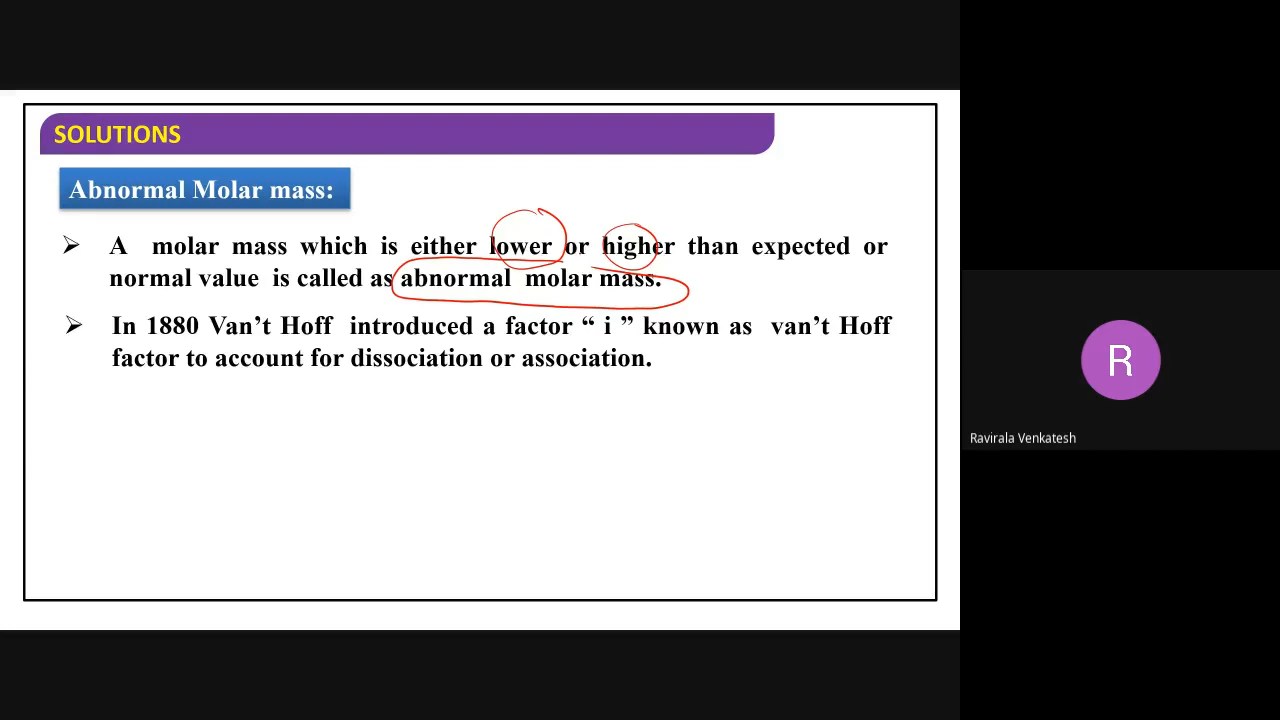 SOLUTIONS
Abnormal Molar mass:
➢ A molar mass which is either lower or higher than expected or
normal value is called as abnormal molar mass.
➢ In 1880 Van’t Hoff introduced a factor “ i ” known as van’t Hoff
factor to account for dissociation or association.
R
Ravirala Venkatesh